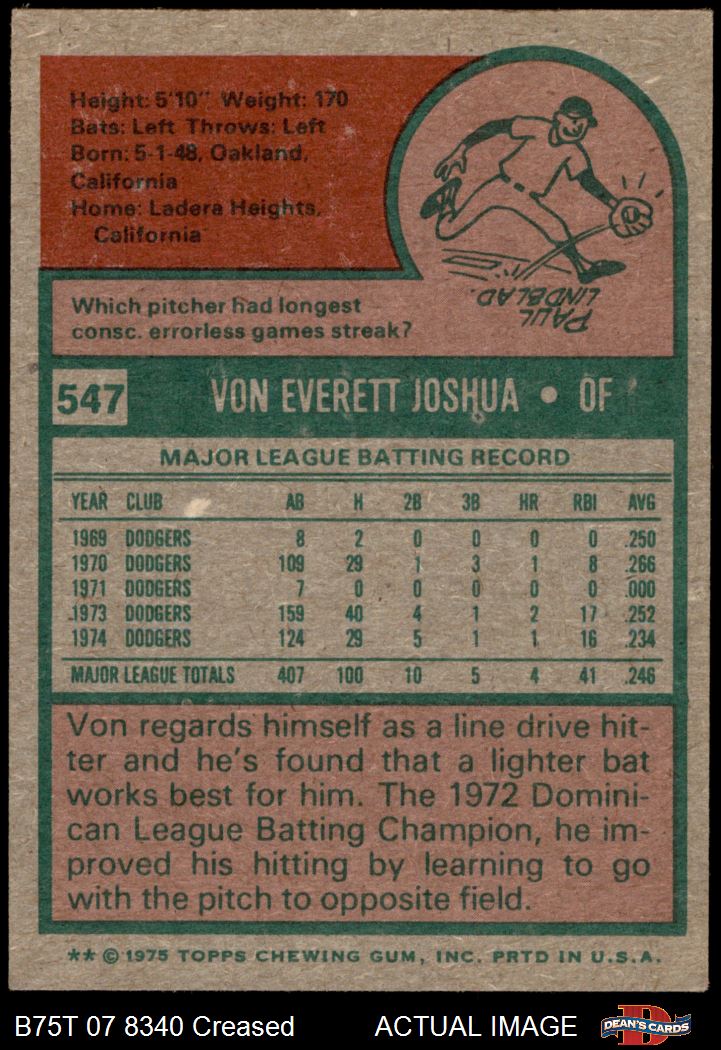 Height: 5'10" Weight: 170
Bats: Left Throws: Left
Born: 5-1-48, Oakland,
California
Home: Ladera Heights,
California
Which pitcher had longest
consc. errorless games streak?
PAUL
LINDBLAD.
547 VON EVERETT JOSHUA • OF
MAJOR LEAGUE BATTING RECORD
YEAR CLUB AB H 2B 3B HR RBI AVG
1969 DODGERS 8 2 0 0 0 0 .250
1970 DODGERS 109 29 1 3 1 8 .266
1971 DODGERS 7 0 0 0 0 0 .000
1973 DODGERS 159 40 4 1 2 17 .252
1974 DODGERS 124 29 5 1 1 16 .234
MAJOR LEAGUE TOTALS 407 100 10 5 4 41 .246
Von regards himself as a line drive hit-
ter and he's found that a lighter bat
works best for him. The 1972 Domini-
can League Batting Champion, he im-
proved his hitting by learning to go
with the pitch to opposite field.
** © 1975 TOPPS CHEWING GUM, INC. PRTD IN U.S.A.
B75T 07 8340 Creased ACTUAL IMAGE DEAN'S CARDS